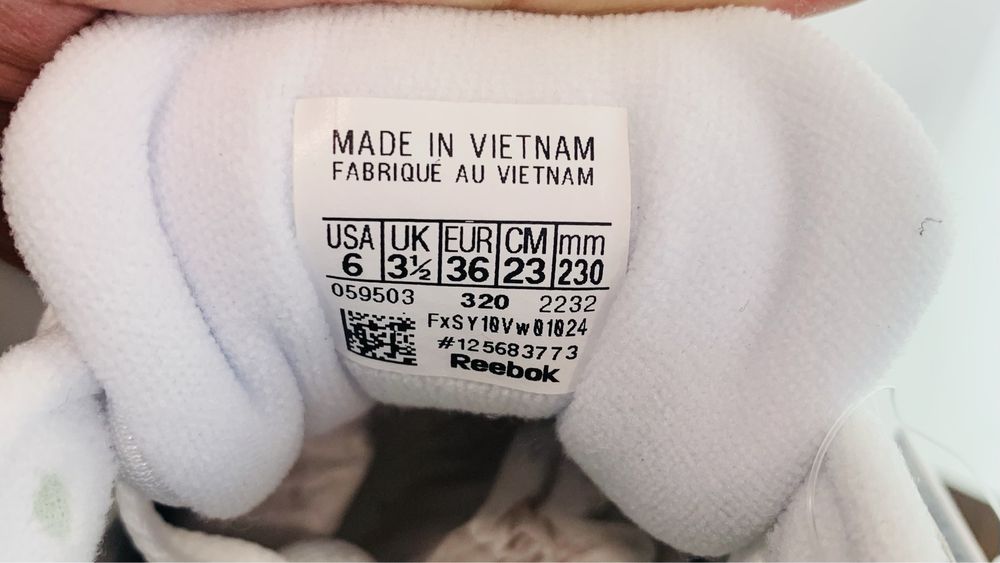 MADE IN VIETNAM
FABRIQUÉ AU VIETNAM
USA UK EUR CM mm
6 3½ 36 23 230
059503 320 2232
FxSY10Vw01024
#125683773
Reebok